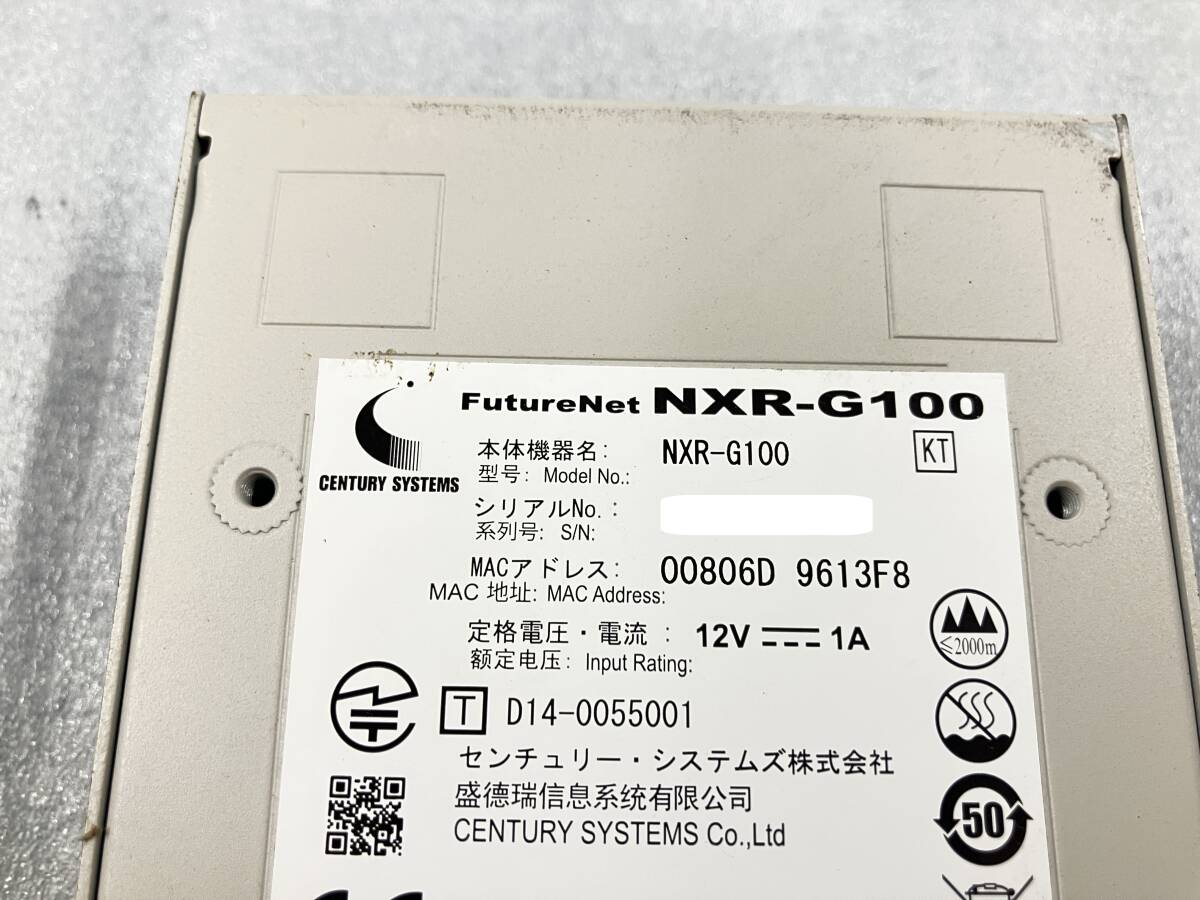 FutureNet NXR-G100
CENTURY SYSTEMS
本体機器名: NXR-G100
型号: Model No.:
KT
シリアルNo.:
系列号: S/N:
MACアドレス: 00806D 9613F8
MAC 地址: MAC Address:
定格電圧・電流 : 12V 1A
额定电压: Input Rating:
≤2000m
T D14-0055001
センチュリー・システムズ株式会社
盛德瑞信息系统有限公司
CENTURY SYSTEMS Co.,Ltd
50